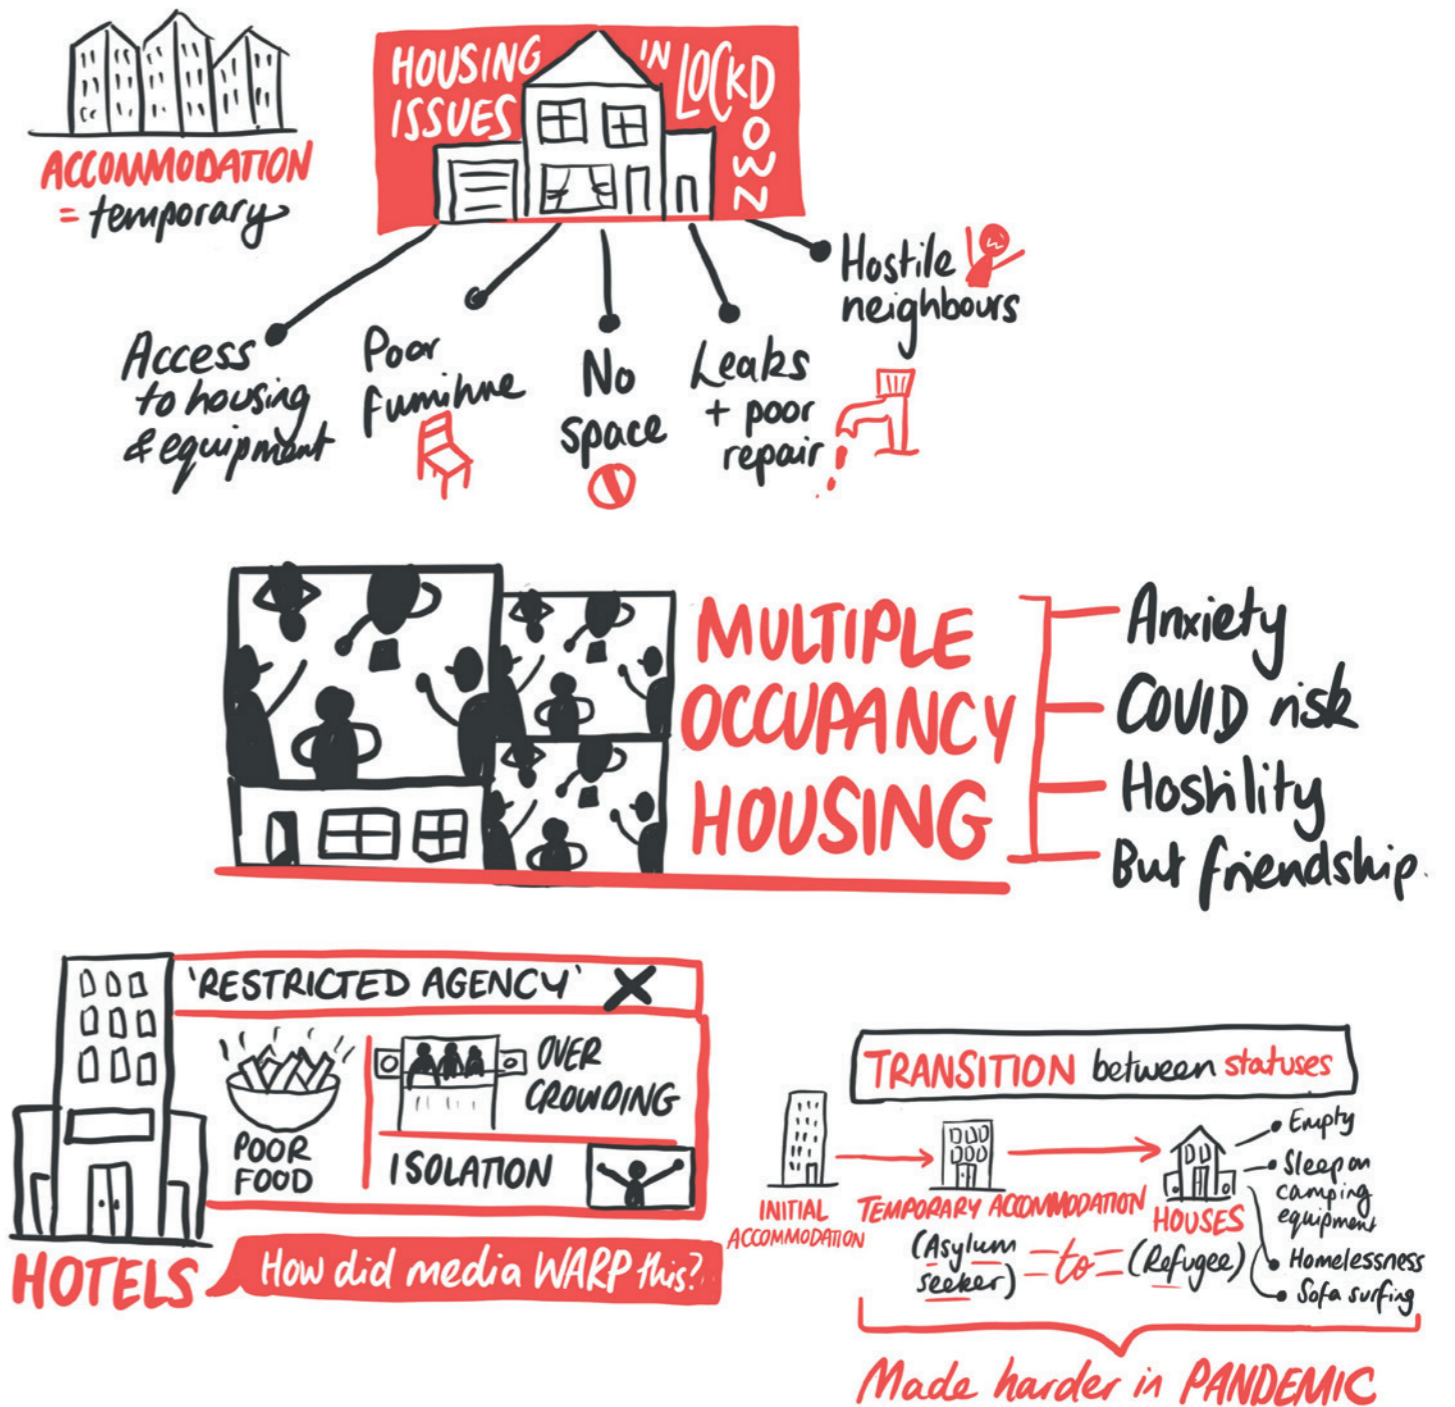 ACCOMMODATION
= temporary
HOUSING
ISSUES
IN LOCKDOWN
Access
to housing
& equipment
Poor
furniture
No
space
Leaks
+ poor
repair
Hostile
neighbours
MULTIPLE
OCCUPANCY
HOUSING
Anxiety
COVID risk
Hostility
But friendship.
'RESTRICTED AGENCY'
POOR
FOOD
OVER
CROWDING
ISOLATION
HOTELS
How did media WARP this?
TRANSITION between statuses
INITIAL
ACCOMMODATION
TEMPORARY ACCOMMODATION
(Asylum
seeker)
= to =
HOUSES
(Refugee)
Empty
Sleep on
camping
equipment
Homelessness
Sofa surfing
Made harder in PANDEMIC